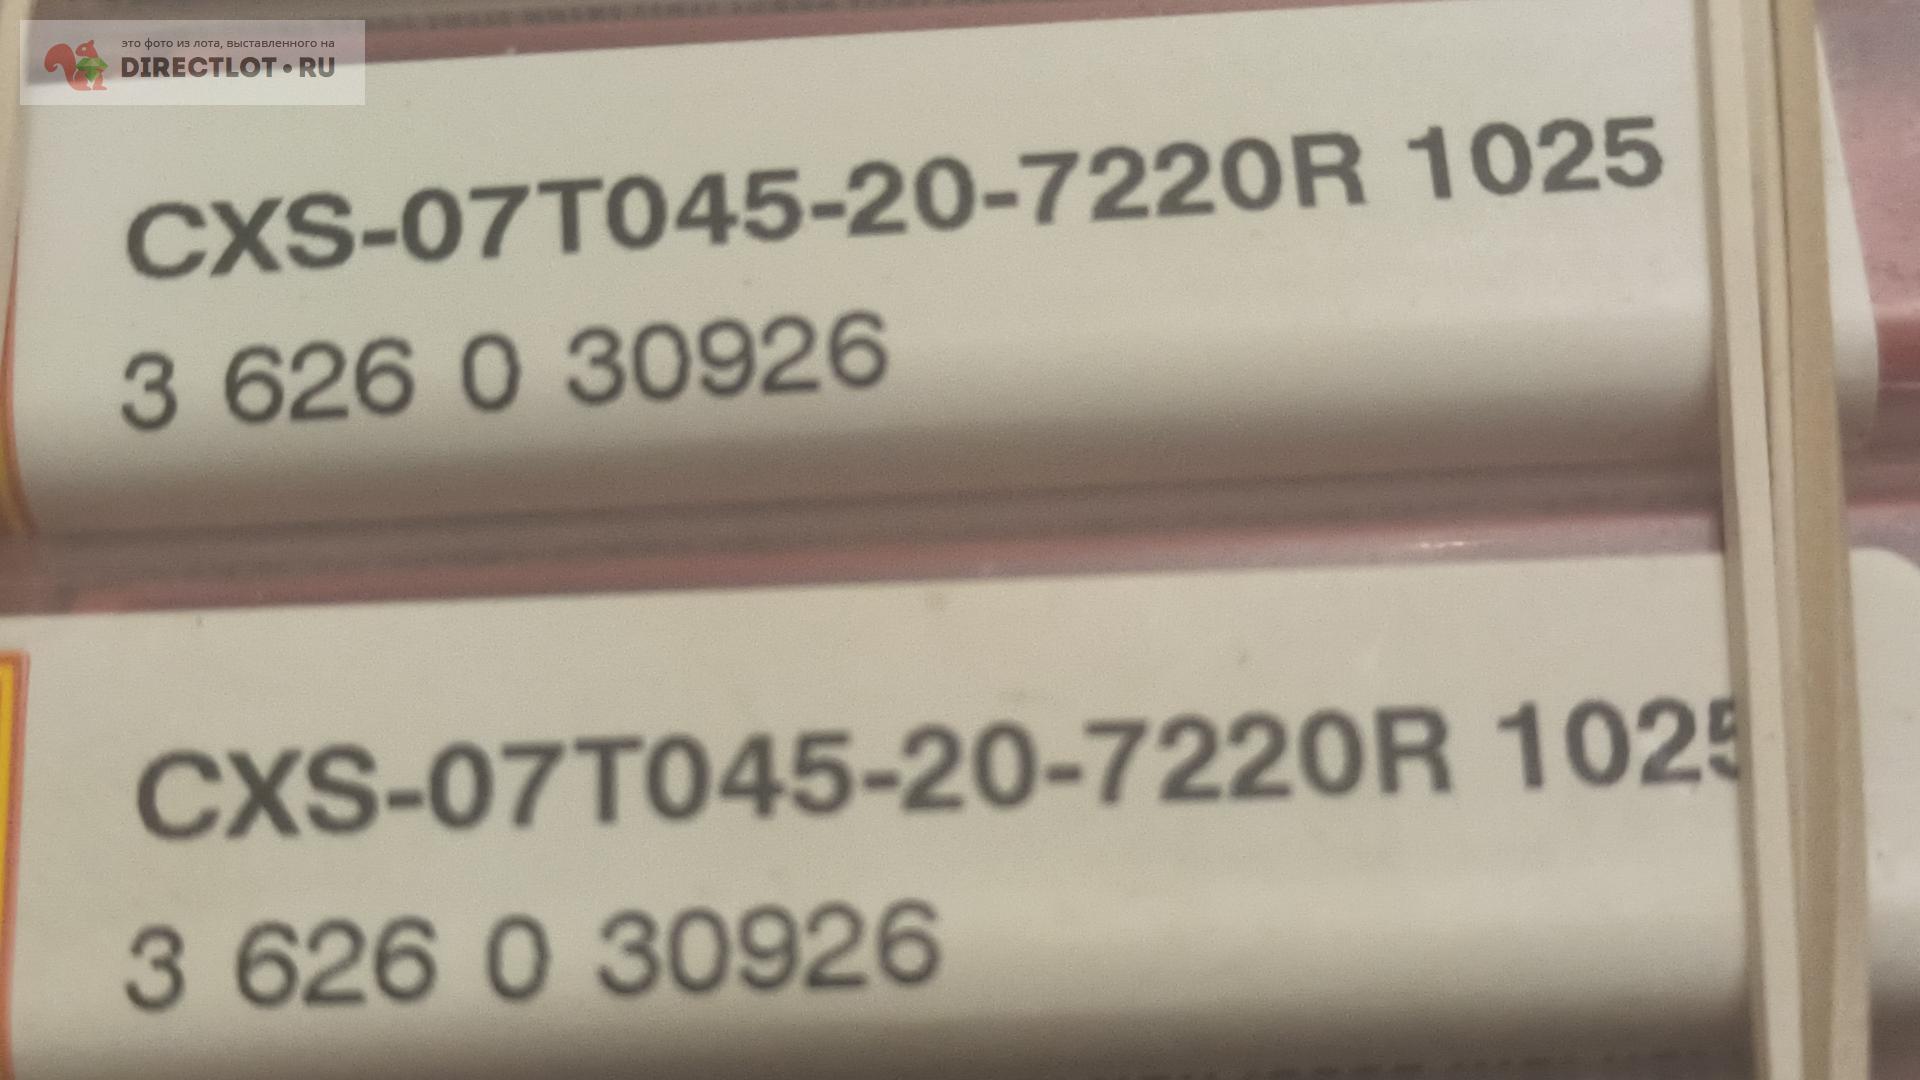 это фото из лота, выставленного на
DIRECTLOT•RU
CXS-07T045-20-7220R 1025
3 626 0 30926
CXS-07T045-20-7220R 1025
3 626 0 30926